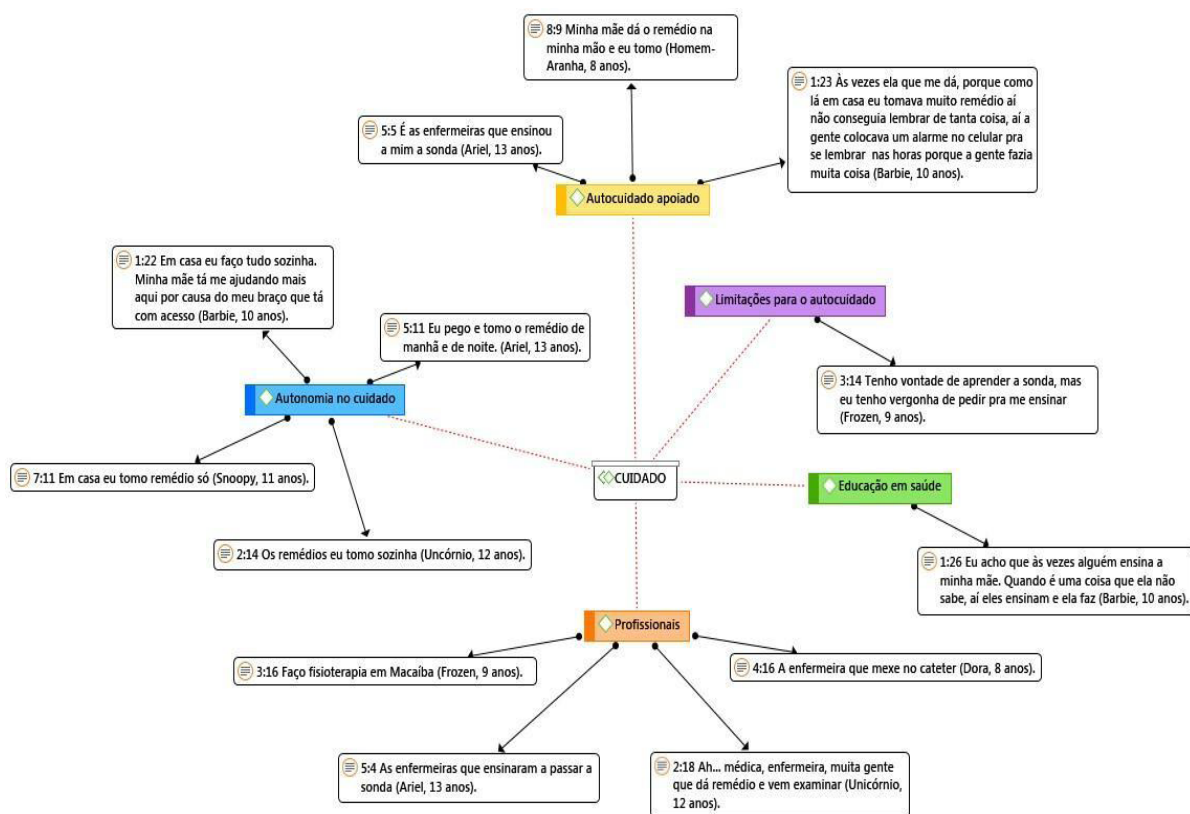 8:9 Minha mãe dá o remédio na
minha mão e eu tomo (Homem-
Aranha, 8 anos).
1:23 Às vezes ela que me dá, porque como
lá em casa eu tomava muito remédio aí
não conseguia lembrar de tanta coisa, aí a
gente colocava um alarme no celular pra
se lembrar nas horas porque a gente fazia
muita coisa (Barbie, 10 anos).
5:5 É as enfermeiras que ensinou
a mim a sonda (Ariel, 13 anos).
Autocuidado apoiado
1:22 Em casa eu faço tudo sozinha.
Minha mãe tá me ajudando mais
aqui por causa do meu braço que tá
com acesso (Barbie, 10 anos).
Limitações para o autocuidado
5:11 Eu pego e tomo o remédio de
manhã e de noite. (Ariel, 13 anos).
3:14 Tenho vontade de aprender a sonda, mas
eu tenho vergonha de pedir pra me ensinar
(Frozen, 9 anos).
Autonomia no cuidado
7:11 Em casa eu tomo remédio só (Snoopy, 11 anos).
CUIDADO
Educação em saúde
2:14 Os remédios eu tomo sozinha (Uncórnio, 12 anos).
1:26 Eu acho que às vezes alguém ensina a
minha mãe. Quando é uma coisa que ela não
sabe, aí eles ensinam e ela faz (Barbie, 10 anos).
Profissionais
3:16 Faço fisioterapia em Macaíba (Frozen, 9 anos).
4:16 A enfermeira que mexe no cateter (Dora, 8 anos).
5:4 As enfermeiras que ensinaram a passar a
sonda (Ariel, 13 anos).
2:18 Ah... médica, enfermeira, muita gente
que dá remédio e vem examinar (Unicórnio,
12 anos).